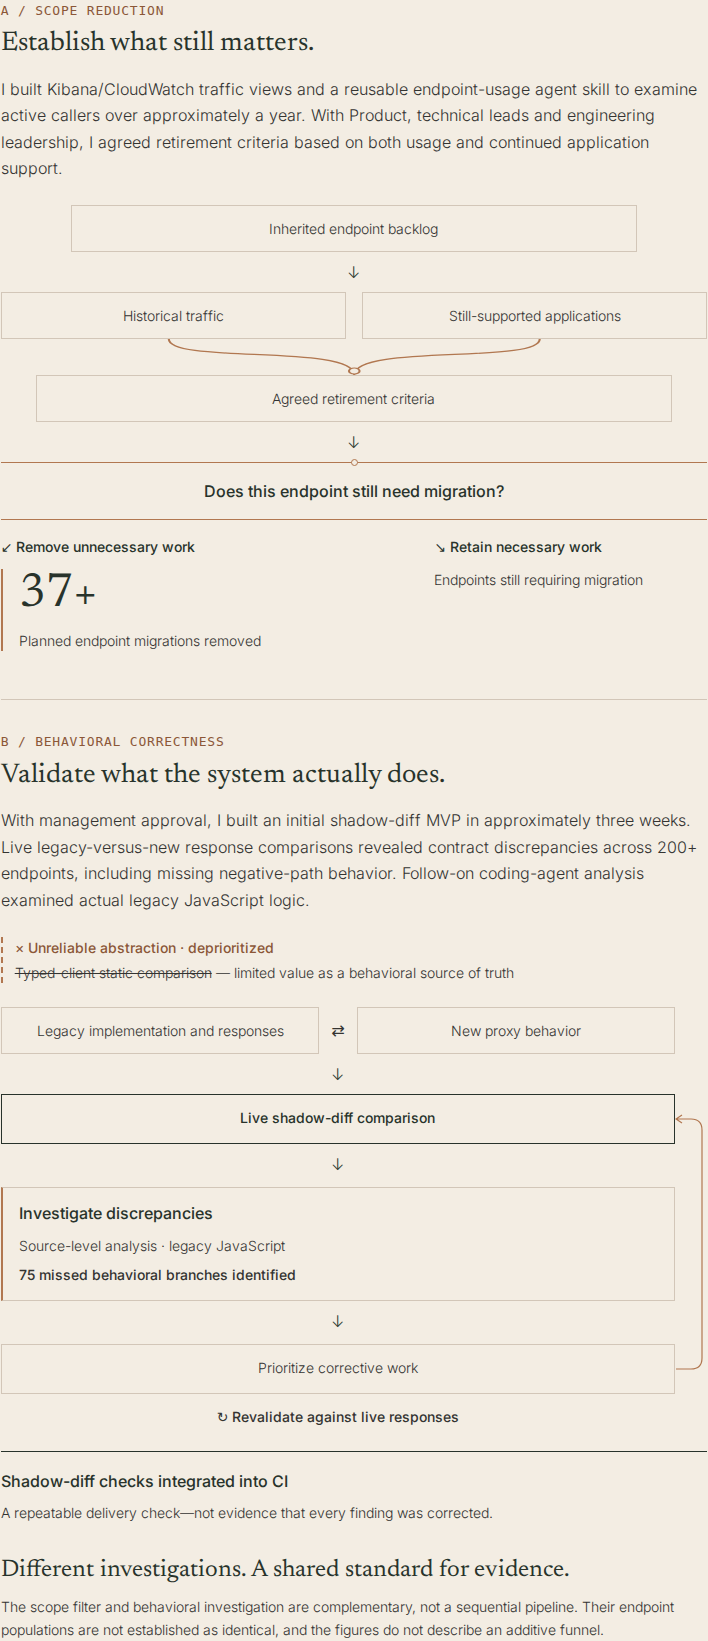 A / SCOPE REDUCTION
Establish what still matters.
I built Kibana/CloudWatch traffic views and a reusable endpoint-usage agent skill to examine
active callers over approximately a year. With Product, technical leads and engineering
leadership, I agreed retirement criteria based on both usage and continued application
support.
Inherited endpoint backlog
↓
Historical traffic
Still-supported applications
Agreed retirement criteria
↓
Does this endpoint still need migration?
↙ Remove unnecessary work
↘ Retain necessary work
37+
Endpoints still requiring migration
Planned endpoint migrations removed
B / BEHAVIORAL CORRECTNESS
Validate what the system actually does.
With management approval, I built an initial shadow-diff MVP in approximately three weeks.
Live legacy-versus-new response comparisons revealed contract discrepancies across 200+
endpoints, including missing negative-path behavior. Follow-on coding-agent analysis
examined actual legacy JavaScript logic.
× Unreliable abstraction · deprioritized
Typed-client static comparison — limited value as a behavioral source of truth
Legacy implementation and responses
⇄
New proxy behavior
↓
Live shadow-diff comparison
↓
Investigate discrepancies
Source-level analysis · legacy JavaScript
75 missed behavioral branches identified
↓
Prioritize corrective work
↻ Revalidate against live responses
Shadow-diff checks integrated into CI
A repeatable delivery check—not evidence that every finding was corrected.
Different investigations. A shared standard for evidence.
The scope filter and behavioral investigation are complementary, not a sequential pipeline. Their endpoint
populations are not established as identical, and the figures do not describe an additive funnel.